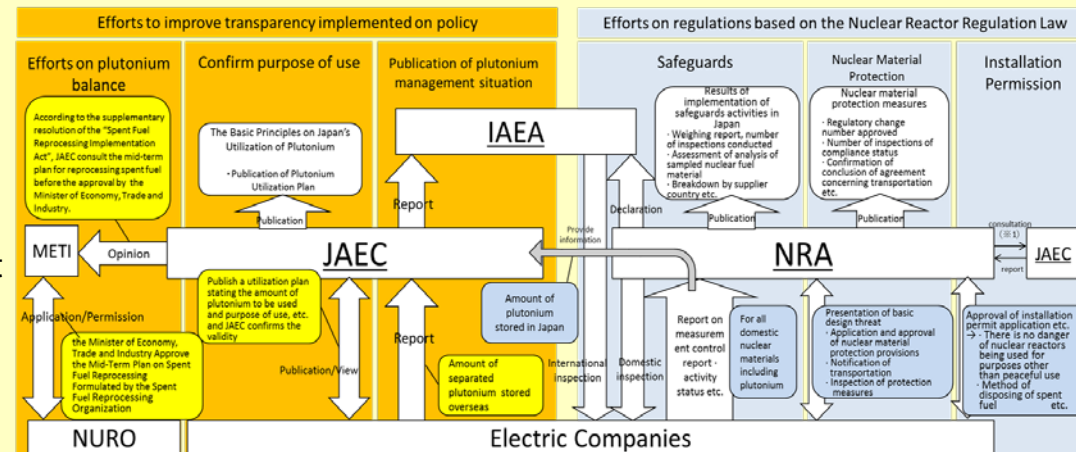 Efforts to improve transparency implemented on policy
Efforts on regulations based on the Nuclear Reactor Regulation Law
Efforts on plutonium
balance
Confirm purpose of use
Publication of plutonium
management situation
Safeguards
Nuclear Material
Protection
Installation
Permission
According to the supplementary
resolution of the "Spent Fuel
Reprocessing Implementation
Act", JAEC consult the mid-term
plan for reprocessing spent fuel
before the approval by the
Minister of Economy, Trade and
Industry.
The Basic Principles on Japan's
Utilization of Plutonium
・Publication of Plutonium
Utilization Plan
IAEA
Results of
implementation of
safeguards activities in
Japan
・Weighing report, number
of inspections conducted
・Assessment of analysis of
sampled nuclear fuel
material
・Breakdown by supplier
country etc.
Nuclear material
protection measures
・Regulatory change
number approved
・Number of inspections of
compliance status
・Confirmation of
conclusion of agreement
concerning transportation
etc.
Publication
Report
Declaration
Publication
Publication
Provide
information
consultation
(※1)
report
METI
Opinion
JAEC
NRA
JAEC
Application/Permission
the Minister of Economy,
Trade and Industry Approve
the Mid-Term Plan on Spent
Fuel Reprocessing
Formulated by the Spent
Fuel Reprocessing
Organization
Publish a utilization plan
stating the amount of
plutonium to be used
and purpose of use, etc.
and JAEC confirms the
validity
Publication/View
Report
Amount of
separated
plutonium stored
overseas
Amount of
plutonium
stored in Japan
International
inspection
Domestic
inspection
Report on
measurem
ent control
report・
activity
status etc.
For all
domestic
nuclear
materials
including
plutonium
Presentation of basic
design threat
・Application and approval
of nuclear material
protection provisions
・Notification of
transportation
・Inspection of protection
measures
Approval of installation
permit application etc.
→・There is no danger
of nuclear reactors
being used for
purposes other
than peaceful use
・Method of
disposing of spent
fuel etc.
NURO
Electric Companies